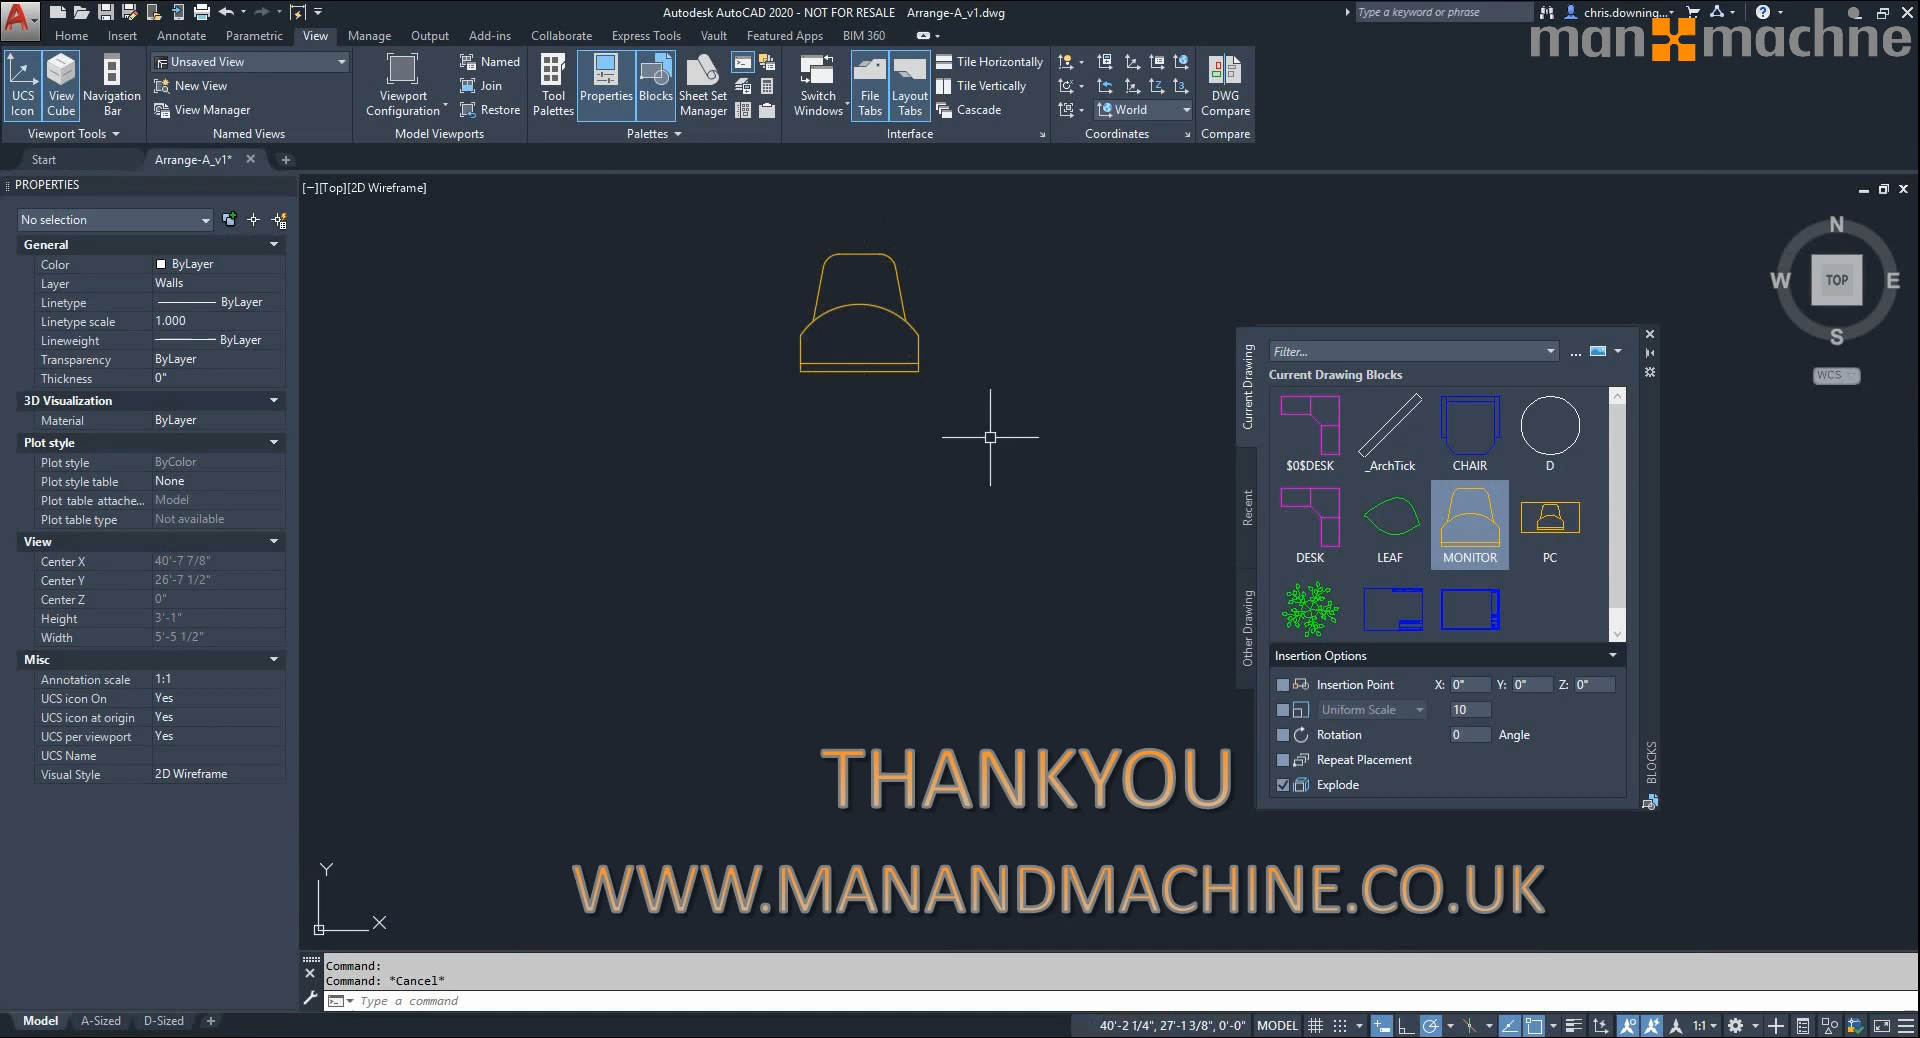 Autodesk AutoCAD 2020 - NOT FOR RESALE Arrange-A_v1.dwg
Type a keyword or phrase
chris.downing...
man machine
Home Insert Annotate Parametric View Manage Output Add-ins Collaborate Express Tools Vault Featured Apps BIM 360
UCS Icon
View Cube
Navigation Bar
Viewport Tools
Unsaved View
New View
View Manager
Named Views
Viewport Configuration
Named
Join
Restore
Model Viewports
Tool Palettes
Properties
Blocks
Sheet Set Manager
Palettes
Switch Windows
File Tabs
Layout Tabs
Tile Horizontally
Tile Vertically
Cascade
Interface
World
Coordinates
DWG Compare
Compare
Start
Arrange-A_v1*
PROPERTIES
No selection
General
Color ByLayer
Layer Walls
Linetype ByLayer
Linetype scale 1.000
Lineweight ByLayer
Transparency ByLayer
Thickness 0"
3D Visualization
Material ByLayer
Plot style
Plot style ByColor
Plot style table None
Plot table attache... Model
Plot table type Not available
View
Center X 40'-7 7/8"
Center Y 26'-7 1/2"
Center Z 0"
Height 3'-1"
Width 5'-5 1/2"
Misc
Annotation scale 1:1
UCS icon On Yes
UCS icon at origin Yes
UCS per viewport Yes
UCS Name
Visual Style 2D Wireframe
[−][Top][2D Wireframe]
N
W TOP E
S
WCS
Current Drawing
Recent
Other Drawing
Filter...
Current Drawing Blocks
$0$DESK _ArchTick CHAIR D
DESK LEAF MONITOR PC
Insertion Options
Insertion Point X: 0" Y: 0" Z: 0"
Uniform Scale 10
Rotation 0 Angle
Repeat Placement
Explode
BLOCKS
THANKYOU
WWW.MANANDMACHINE.CO.UK
Y
X
Command:
Command: *Cancel*
Type a command
Model A-Sized D-Sized
40'-2 1/4", 27'-1 3/8", 0'-0" MODEL 1:1